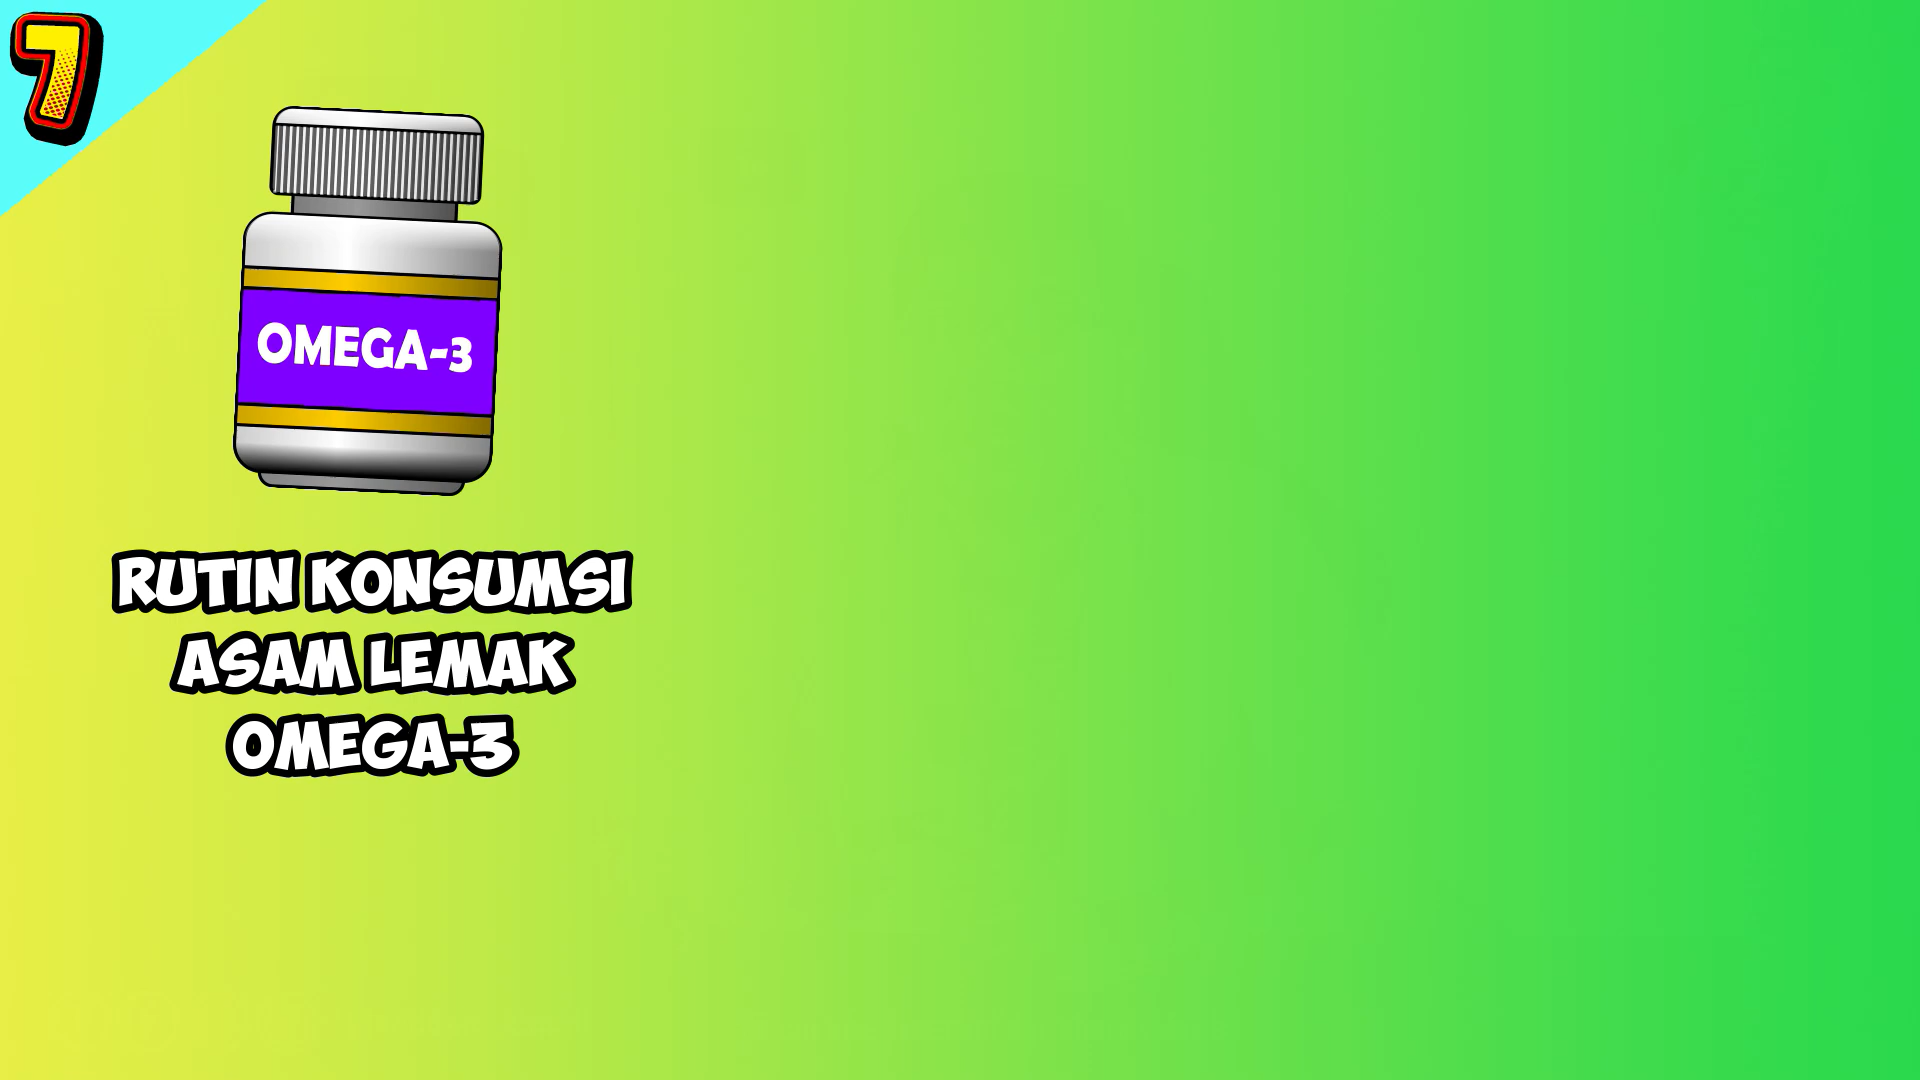 7
OMEGA-3
RUTIN KONSUMSI
ASAM LEMAK
OMEGA-3